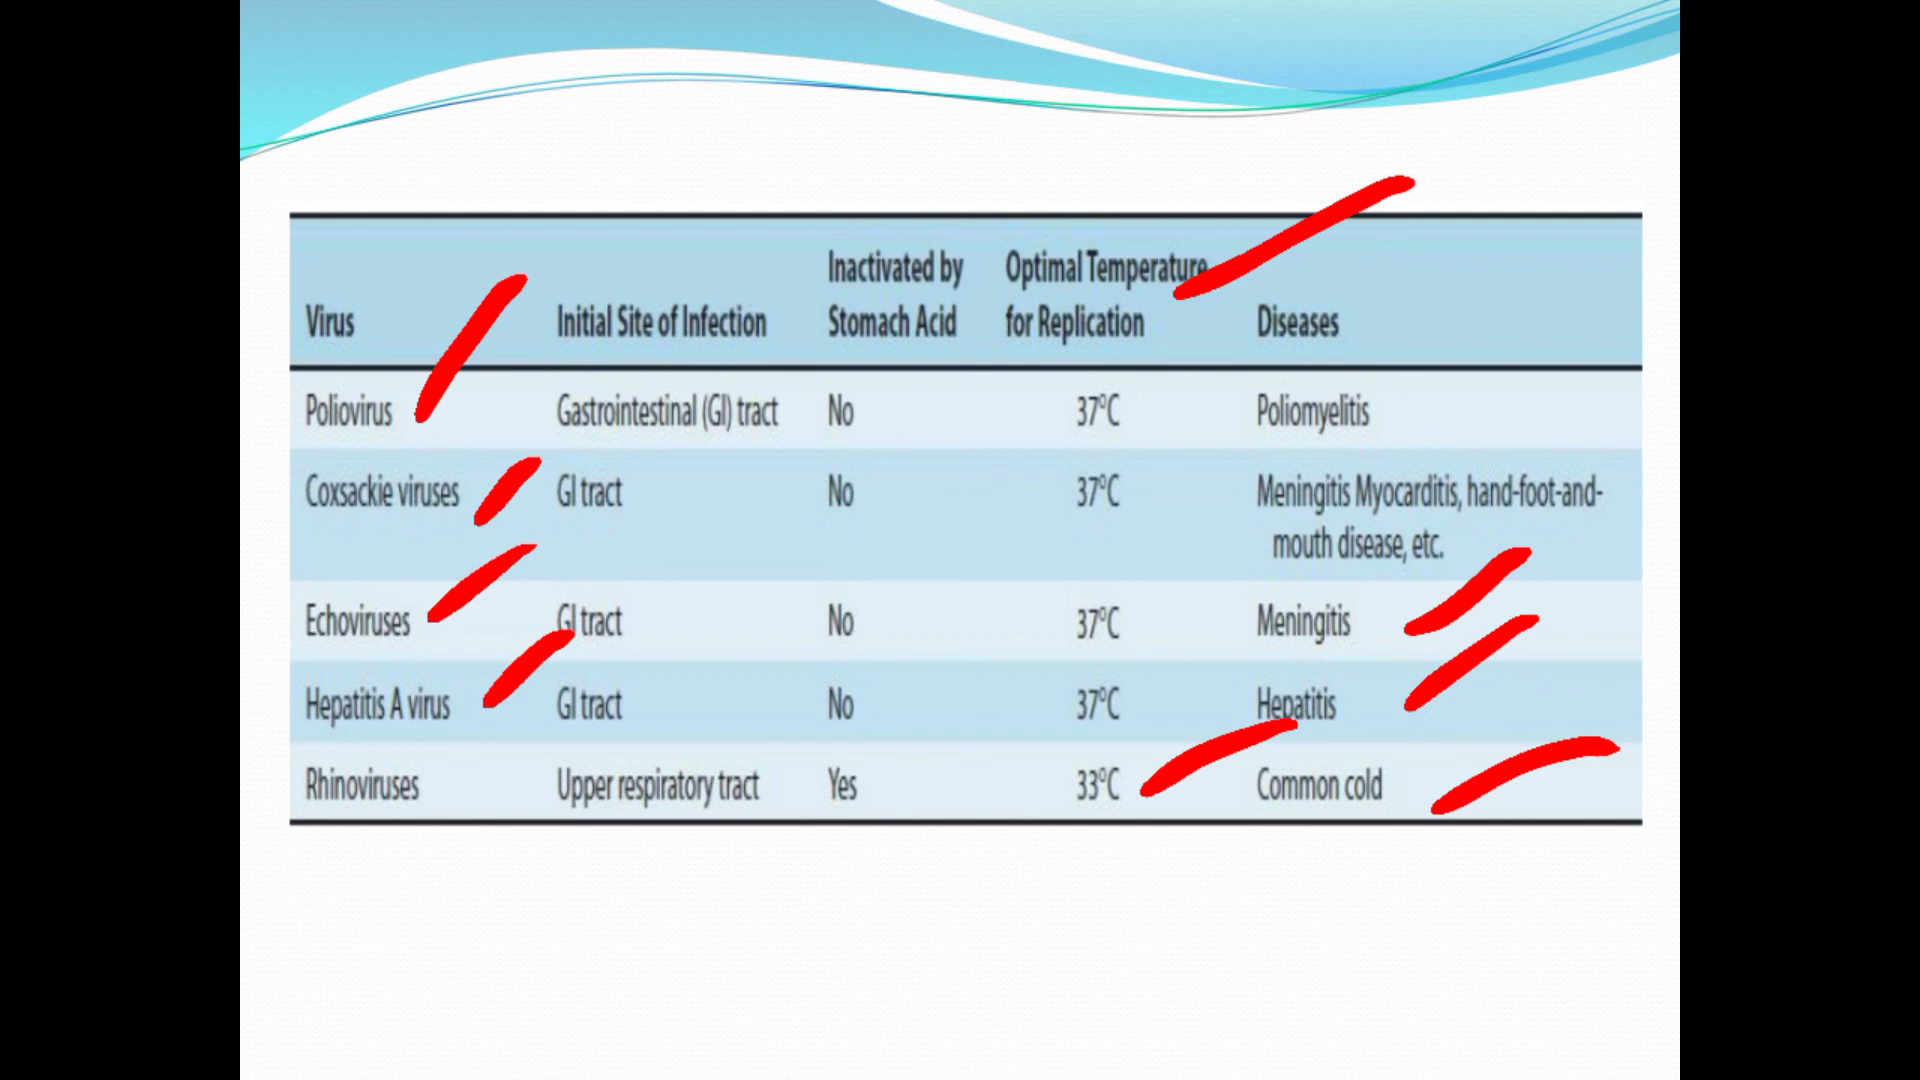 Virus Initial Site of Infection Inactivated by Stomach Acid Optimal Temperature for Replication Diseases
Poliovirus Gastrointestinal (GI) tract No 37°C Poliomyelitis
Coxsackie viruses GI tract No 37°C Meningitis Myocarditis, hand-foot-and-
mouth disease, etc.
Echoviruses GI tract No 37°C Meningitis
Hepatitis A virus GI tract No 37°C Hepatitis
Rhinoviruses Upper respiratory tract Yes 33°C Common cold